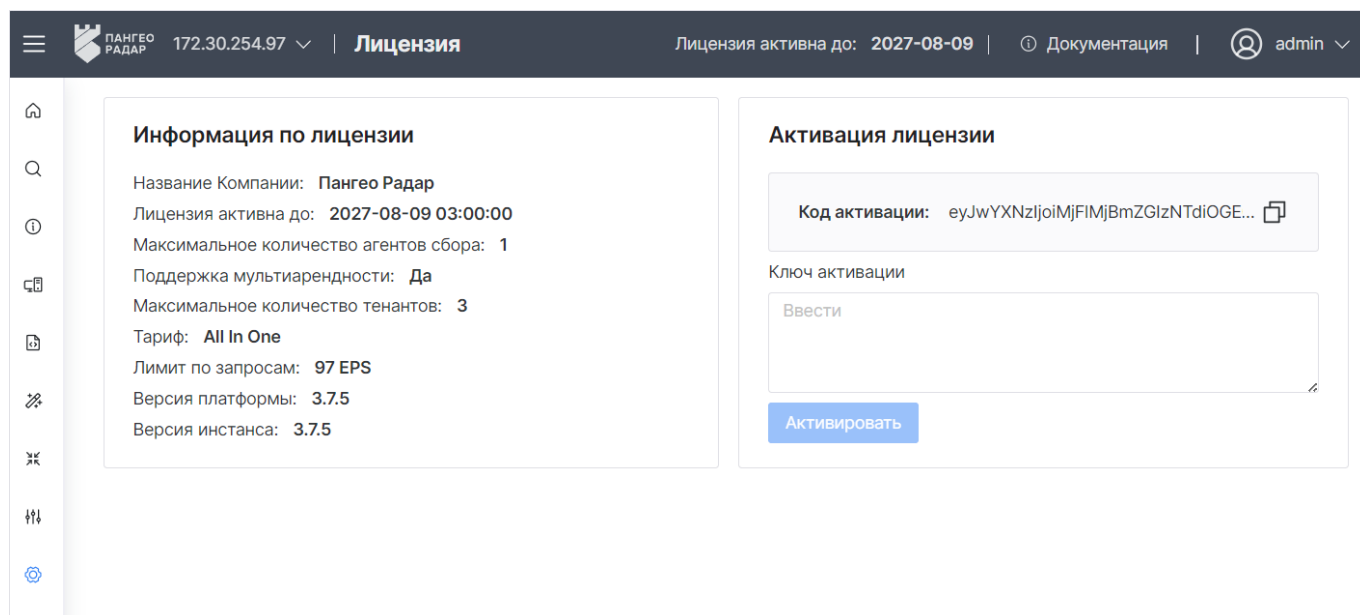 ПАНГЕО РАДАР 172.30.254.97 Лицензия Лицензия активна до: 2027-08-09 Документация admin
Информация по лицензии
Название Компании: Пангео Радар
Лицензия активна до: 2027-08-09 03:00:00
Максимальное количество агентов сбора: 1
Поддержка мультиарендности: Да
Максимальное количество тенантов: 3
Тариф: All In One
Лимит по запросам: 97 EPS
Версия платформы: 3.7.5
Версия инстанса: 3.7.5
Активация лицензии
Код активации: eyJwYXNzIjoiMjFlMjBmZGIzNTdiOGE...
Ключ активации
Ввести
Активировать